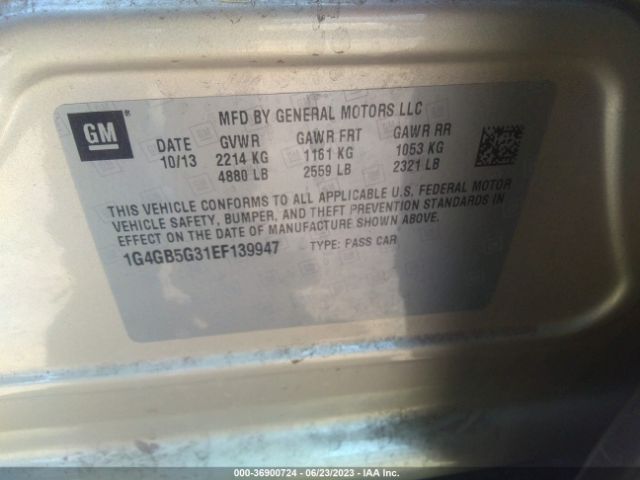 MFD BY GENERAL MOTORS LLC
GM
DATE GVWR GAWR FRT GAWR RR
10/13 2214 KG 1161 KG 1053 KG
4880 LB 2559 LB 2321 LB
THIS VEHICLE CONFORMS TO ALL APPLICABLE U.S. FEDERAL MOTOR
VEHICLE SAFETY, BUMPER, AND THEFT PREVENTION STANDARDS IN
EFFECT ON THE DATE OF MANUFACTURE SHOWN ABOVE.
1G4GB5G31EF139947 TYPE: PASS CAR
000-36900724 - 06/23/2023 - IAA Inc.